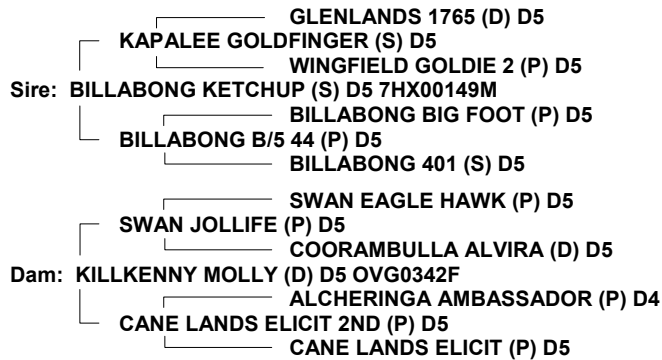 GLENLANDS 1765 (D) D5
KAPALEE GOLDFINGER (S) D5
WINGFIELD GOLDIE 2 (P) D5
Sire: BILLABONG KETCHUP (S) D5 7HX00149M
BILLABONG BIG FOOT (P) D5
BILLABONG B/5 44 (P) D5
BILLABONG 401 (S) D5
SWAN EAGLE HAWK (P) D5
SWAN JOLLIFE (P) D5
COORAMBULLA ALVIRA (D) D5
Dam: KILLKENNY MOLLY (D) D5 OVG0342F
ALCHERINGA AMBASSADOR (P) D4
CANE LANDS ELICIT 2ND (P) D5
CANE LANDS ELICIT (P) D5